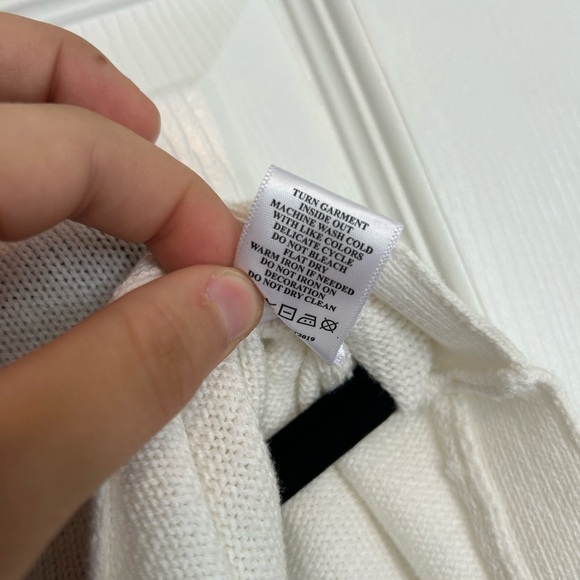 TURN GARMENT
INSIDE OUT
MACHINE WASH COLD
WITH LIKE COLORS
DELICATE CYCLE
DO NOT BLEACH
FLAT DRY
WARM IRON IF NEEDED
DO NOT IRON ON
DECORATION
DO NOT DRY CLEAN